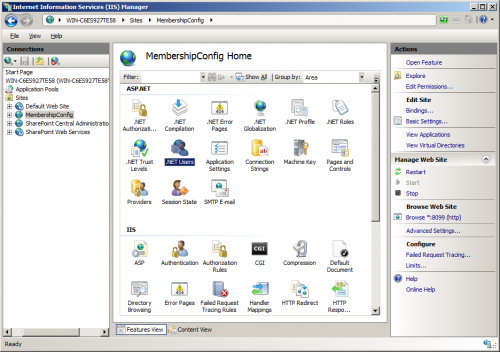 Internet Information Services (IIS) Manager
WIN-C6ES927TE58 ▸ Sites ▸ MembershipConfig ▸
File View Help
Connections
Start Page
WIN-C6ES927TE58 (WIN-C6ES927TE58
Application Pools
Sites
Default Web Site
MembershipConfig
SharePoint Central Administration
SharePoint Web Services
MembershipConfig Home
Filter: Go Show All Group by: Area
ASP.NET
.NET Authorizati...
.NET Compilation
.NET Error Pages
.NET Globalization
.NET Profile
.NET Roles
.NET Trust Levels
.NET Users
Application Settings
Connection Strings
Machine Key
Pages and Controls
Providers
Session State
SMTP E-mail
IIS
ASP
Authentication
Authorization Rules
CGI
Compression
Default Document
Directory Browsing
Error Pages
Failed Request Tracing Rules
Handler Mappings
HTTP Redirect
HTTP Respo...
Features View Content View
Actions
Open Feature
Explore
Edit Permissions...
Edit Site
Bindings...
Basic Settings...
View Applications
View Virtual Directories
Manage Web Site
Restart
Start
Stop
Browse Web Site
Browse *:8099 (http)
Advanced Settings...
Configure
Failed Request Tracing...
Limits...
Help
Online Help
Ready